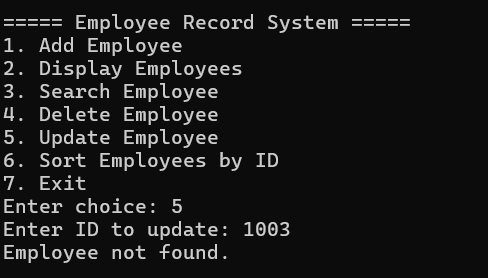 ===== Employee Record System =====
1. Add Employee
2. Display Employees
3. Search Employee
4. Delete Employee
5. Update Employee
6. Sort Employees by ID
7. Exit
Enter choice: 5
Enter ID to update: 1003
Employee not found.